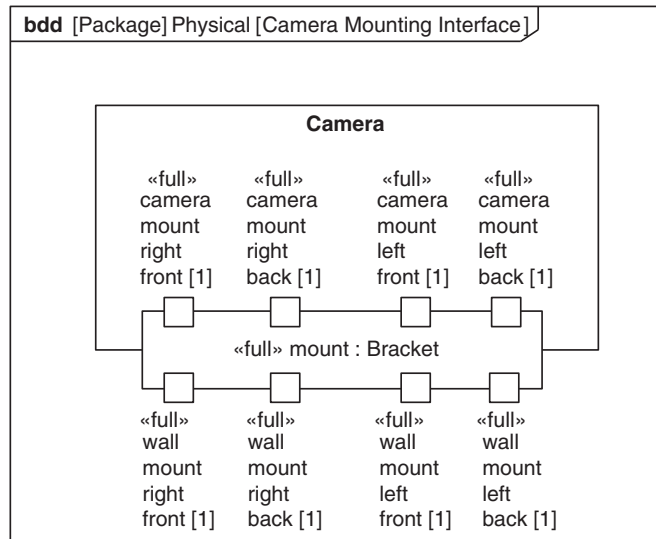 bdd [Package] Physical [Camera Mounting Interface]
Camera
«full» «full» «full» «full»
camera camera camera camera
mount mount mount mount
right right left left
front [1] back [1] front [1] back [1]
«full» mount : Bracket
«full» «full» «full» «full»
wall wall wall wall
mount mount mount mount
right right left left
front [1] back [1] front [1] back [1]